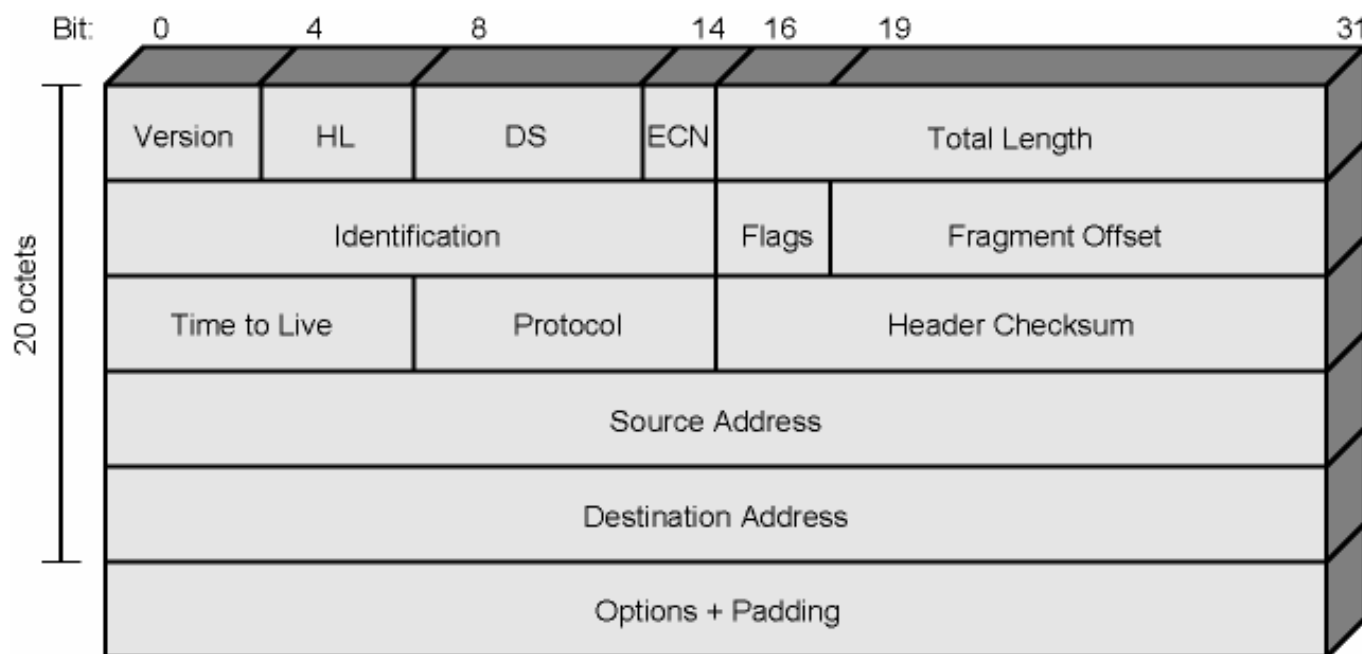 Bit: 0 4 8 14 16 19 31
Version HL DS ECN Total Length
Identification Flags Fragment Offset
Time to Live Protocol Header Checksum
Source Address
Destination Address
Options + Padding
20 octets